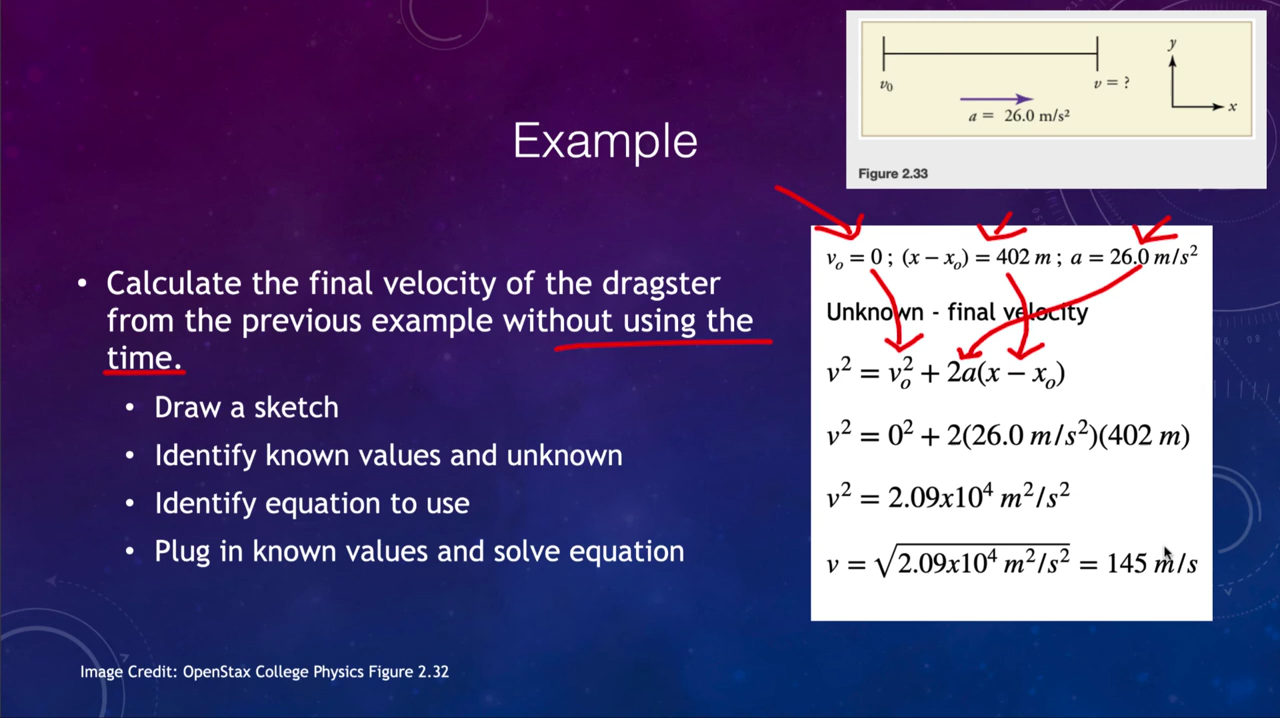 v₀
v = ?
a = 26.0 m/s²
y
x
Figure 2.33
Example
• Calculate the final velocity of the dragster
from the previous example without using the
time.
• Draw a sketch
• Identify known values and unknown
• Identify equation to use
• Plug in known values and solve equation
vₒ = 0 ; (x − xₒ) = 402 m ; a = 26.0 m/s²
Unknown - final velocity
v² = vₒ² + 2a(x − xₒ)
v² = 0² + 2(26.0 m/s²)(402 m)
v² = 2.09x10⁴ m²/s²
v = √(2.09x10⁴ m²/s²) = 145 m/s
Image Credit: OpenStax College Physics Figure 2.32